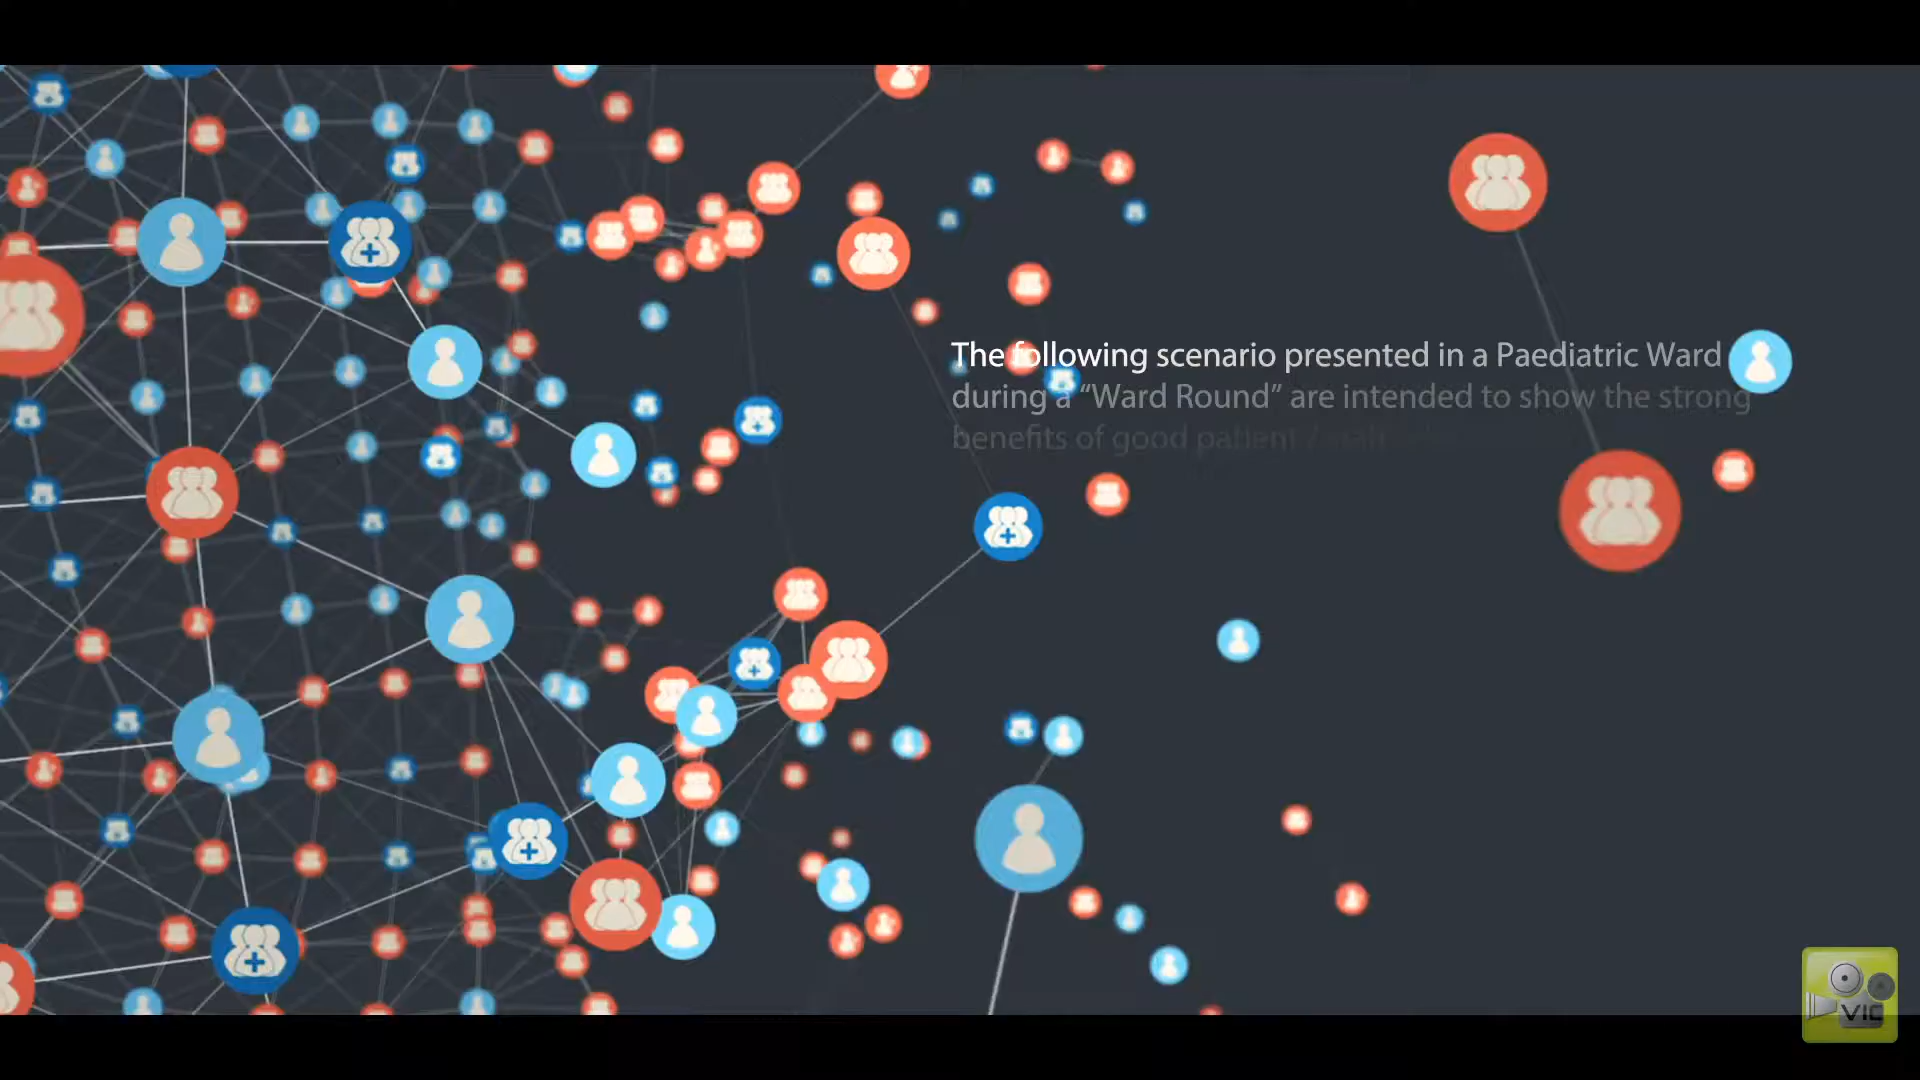 The following scenario presented in a Paediatric Ward
during a “Ward Round” are intended to show the strong
benefits of good patient /
VIC